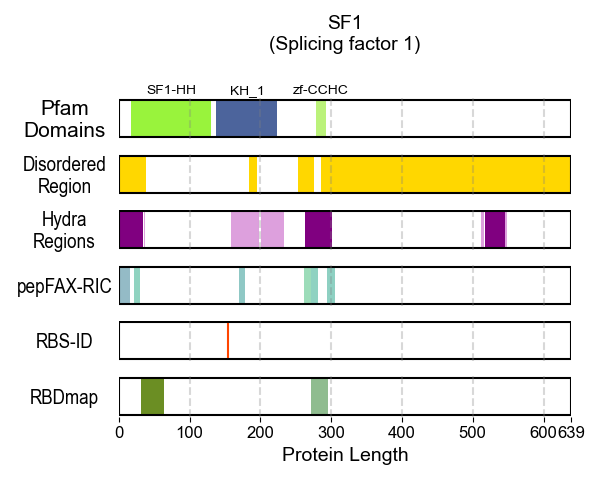 SF1
(Splicing factor 1)
SF1-HH KH_1 zf-CCHC
Pfam
Domains
Disordered
Region
Hydra
Regions
pepFAX-RIC
RBS-ID
RBDmap
0 100 200 300 400 500 600 639
Protein Length